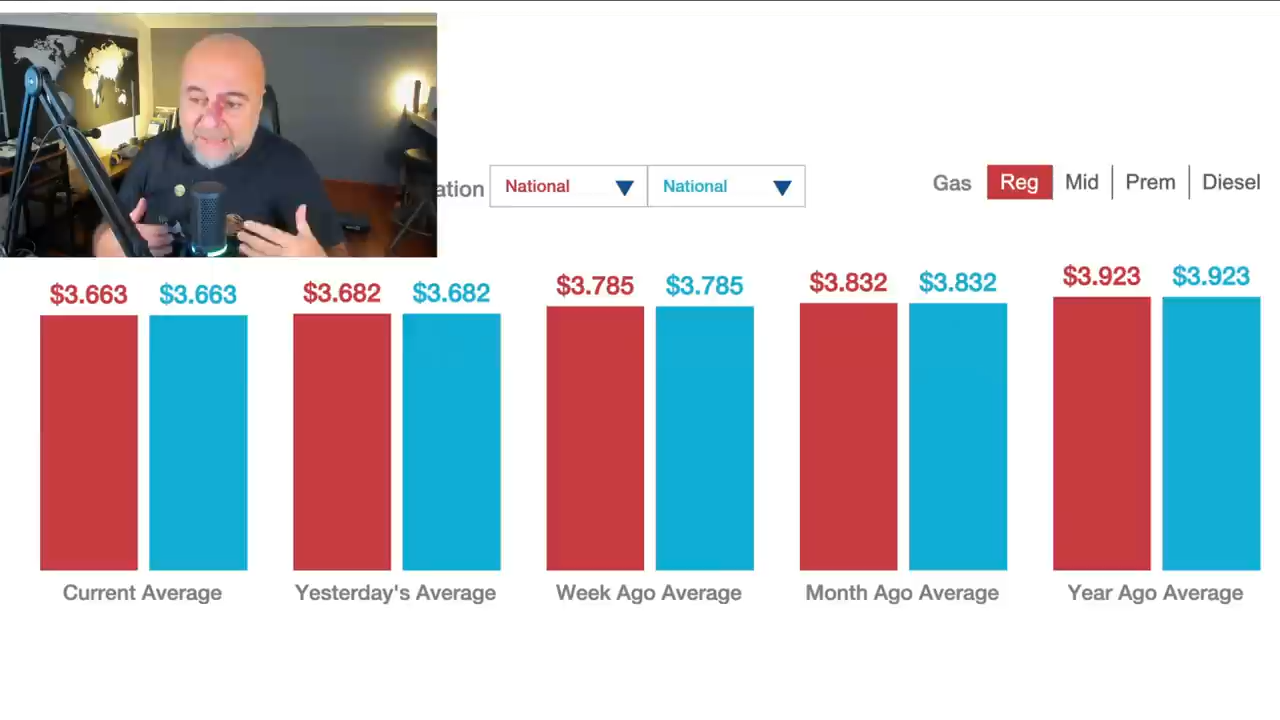 ation National National Gas Reg Mid Prem Diesel
$3.663 $3.663 $3.682 $3.682 $3.785 $3.785 $3.832 $3.832 $3.923 $3.923
Current Average Yesterday's Average Week Ago Average Month Ago Average Year Ago Average